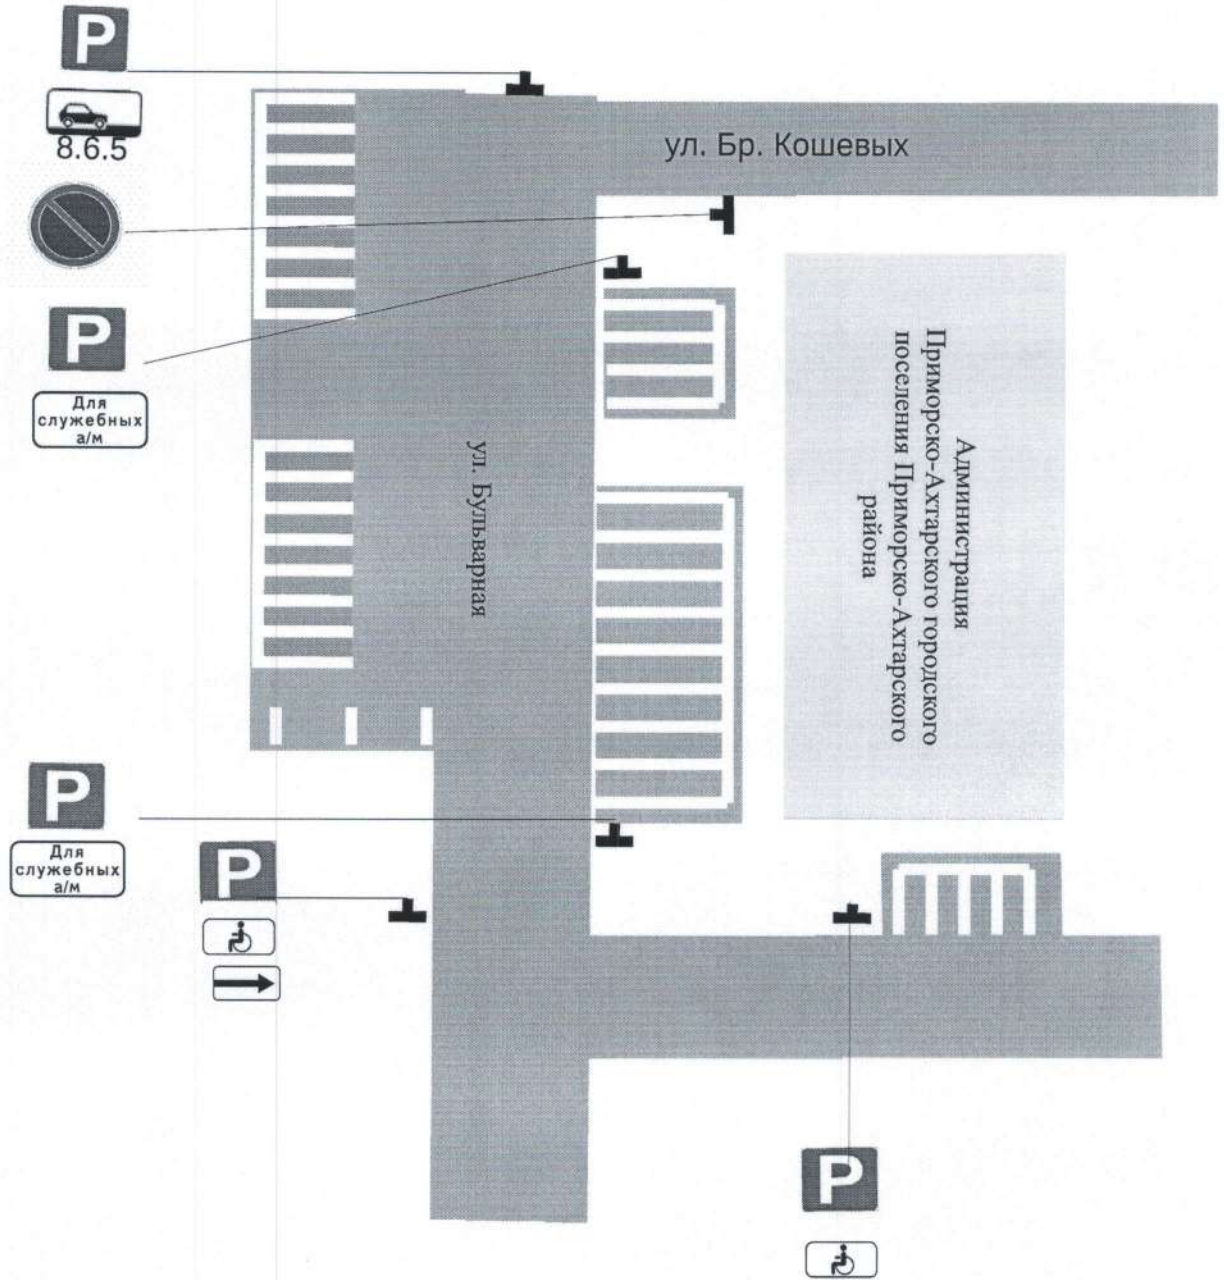 P
8.6.5
ул. Бр. Кошевых
P
Для
служебных
а/м
Администрация
Приморско-Ахтарского городского
поселения Приморско-Ахтарского
района
ул. Бульварная
P
Для
служебных
а/м
P
P